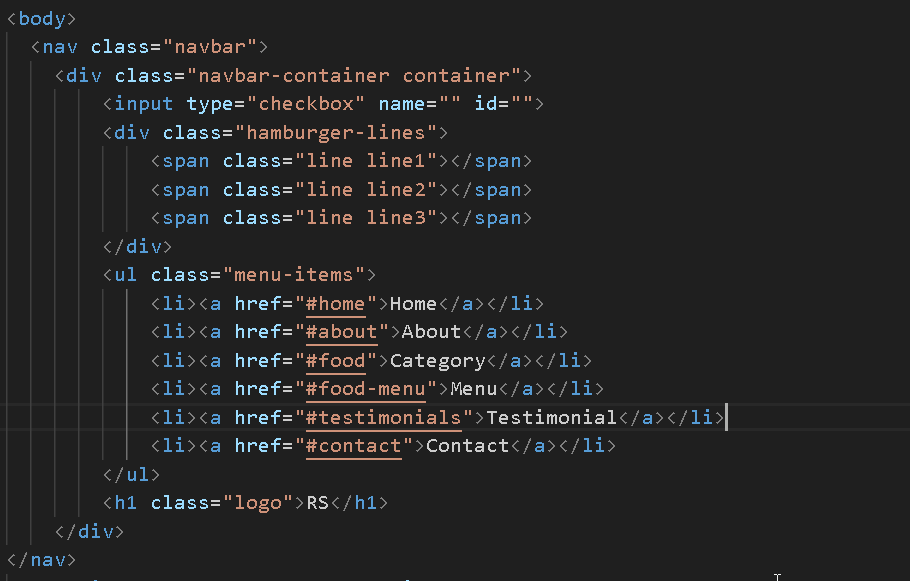 <body>
<nav class="navbar">
<div class="navbar-container container">
<input type="checkbox" name="" id="">
<div class="hamburger-lines">
<span class="line line1"></span>
<span class="line line2"></span>
<span class="line line3"></span>
</div>
<ul class="menu-items">
<li><a href="#home">Home</a></li>
<li><a href="#about">About</a></li>
<li><a href="#food">Category</a></li>
<li><a href="#food-menu">Menu</a></li>
<li><a href="#testimonials">Testimonial</a></li>
<li><a href="#contact">Contact</a></li>
</ul>
<h1 class="logo">RS</h1>
</div>
</nav>